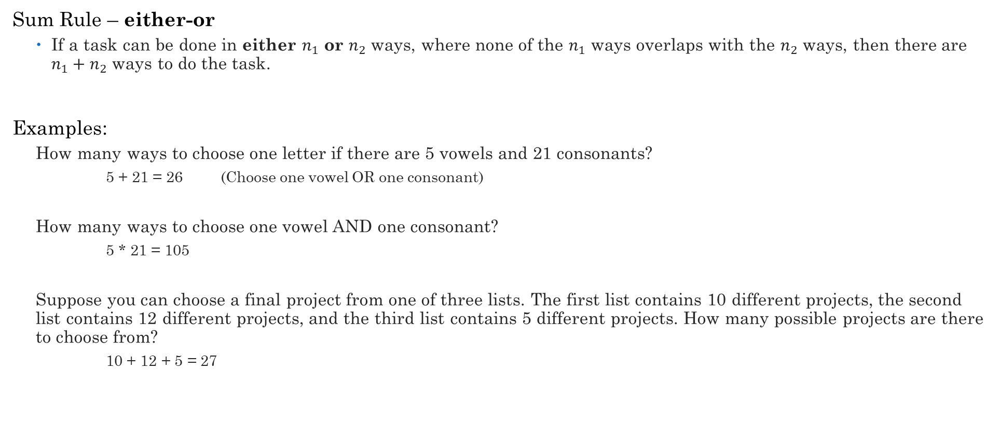 Sum Rule – either-or
• If a task can be done in either n₁ or n₂ ways, where none of the n₁ ways overlaps with the n₂ ways, then there are
n₁ + n₂ ways to do the task.
Examples:
How many ways to choose one letter if there are 5 vowels and 21 consonants?
5 + 21 = 26 (Choose one vowel OR one consonant)
How many ways to choose one vowel AND one consonant?
5 * 21 = 105
Suppose you can choose a final project from one of three lists. The first list contains 10 different projects, the second
list contains 12 different projects, and the third list contains 5 different projects. How many possible projects are there
to choose from?
10 + 12 + 5 = 27